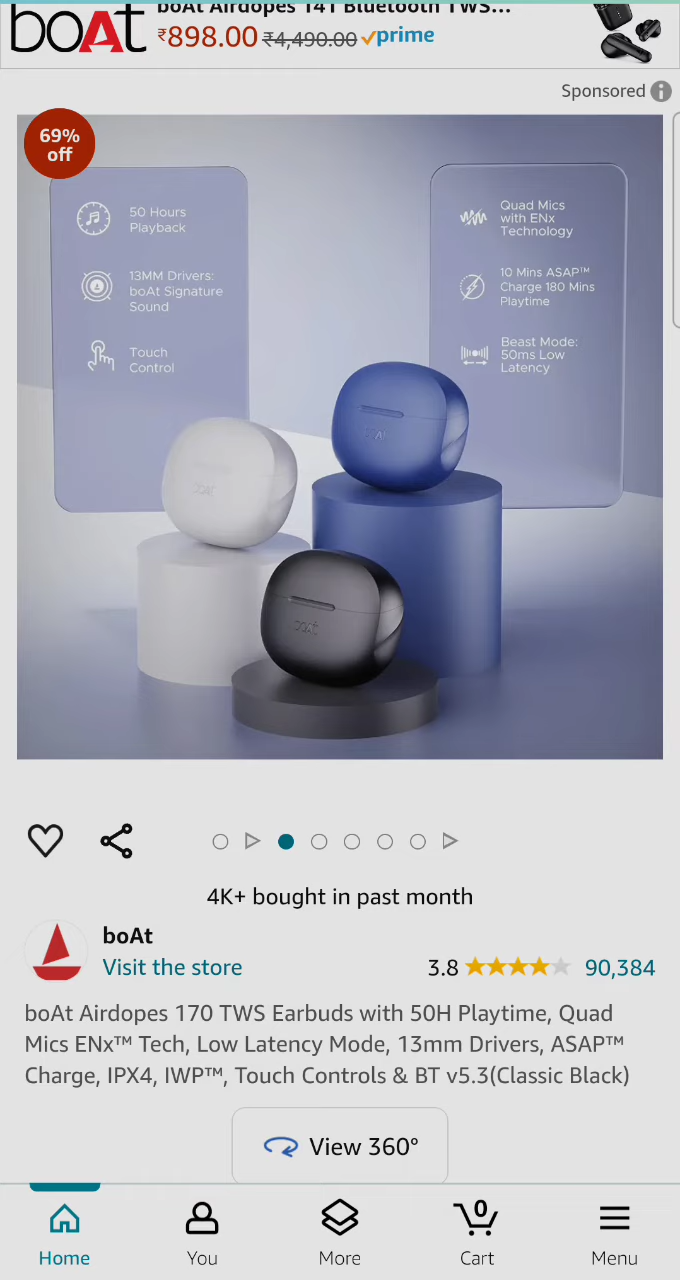 boAt
boAt Airdopes 141 Bluetooth TWS...
₹898.00 ₹4,490.00 prime
Sponsored
69%
off
50 Hours
Playback
13MM Drivers:
boAt Signature
Sound
Touch
Control
Quad Mics
with ENx
Technology
10 Mins ASAP™
Charge 180 Mins
Playtime
Beast Mode:
50ms Low
Latency
boAt
boAt
boAt
4K+ bought in past month
boAt
Visit the store
3.8 90,384
boAt Airdopes 170 TWS Earbuds with 50H Playtime, Quad
Mics ENx™ Tech, Low Latency Mode, 13mm Drivers, ASAP™
Charge, IPX4, IWP™, Touch Controls & BT v5.3(Classic Black)
View 360°
0
Home You More Cart Menu